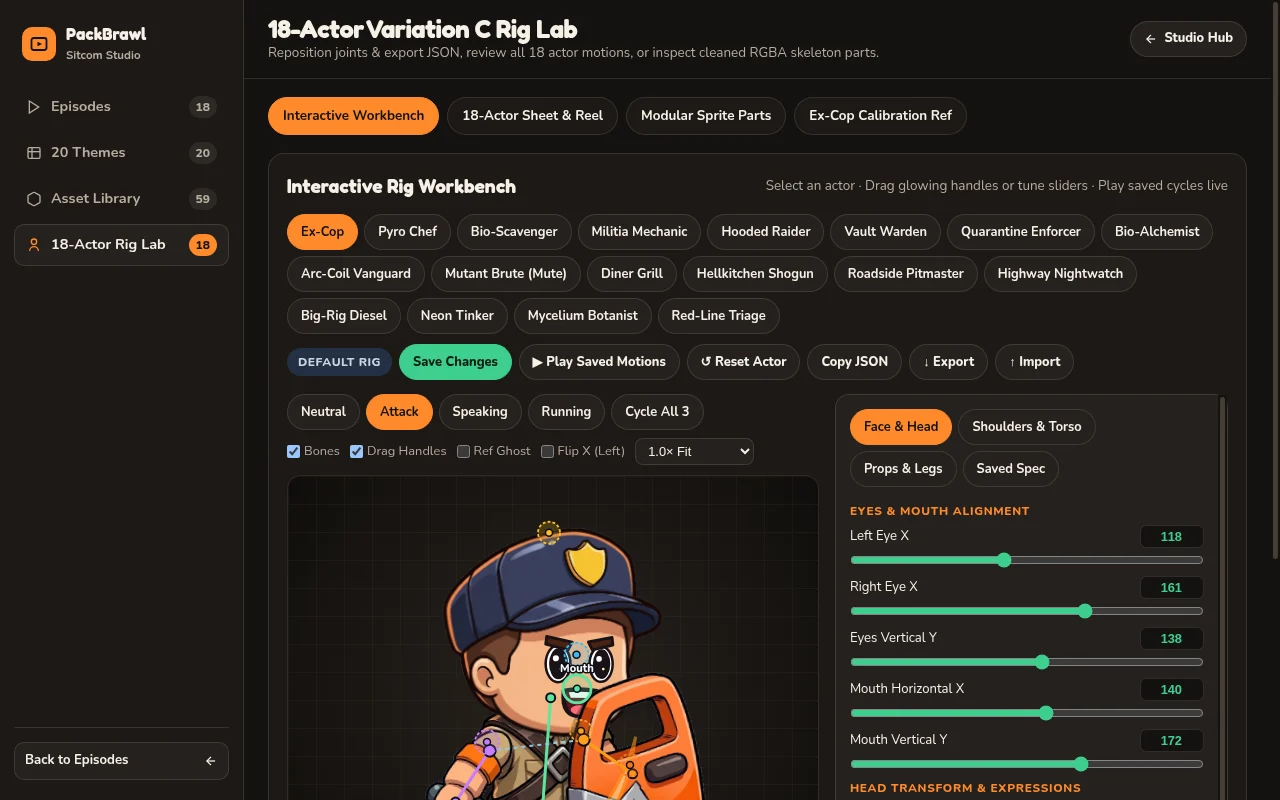 PackBrawl
Sitcom Studio
Episodes 18
20 Themes 20
Asset Library 59
18-Actor Rig Lab 18
Back to Episodes ←
18-Actor Variation C Rig Lab
Reposition joints & export JSON, review all 18 actor motions, or inspect cleaned RGBA skeleton parts.
← Studio Hub
Interactive Workbench 18-Actor Sheet & Reel Modular Sprite Parts Ex-Cop Calibration Ref
Interactive Rig Workbench
Select an actor · Drag glowing handles or tune sliders · Play saved cycles live
Ex-Cop Pyro Chef Bio-Scavenger Militia Mechanic Hooded Raider Vault Warden Quarantine Enforcer Bio-Alchemist
Arc-Coil Vanguard Mutant Brute (Mute) Diner Grill Hellkitchen Shogun Roadside Pitmaster Highway Nightwatch
Big-Rig Diesel Neon Tinker Mycelium Botanist Red-Line Triage
DEFAULT RIG Save Changes ▶ Play Saved Motions ↺ Reset Actor Copy JSON ↓ Export ↑ Import
Neutral Attack Speaking Running Cycle All 3
Bones Drag Handles Ref Ghost Flip X (Left) 1.0× Fit
Mouth
Face & Head Shoulders & Torso
Props & Legs Saved Spec
EYES & MOUTH ALIGNMENT
Left Eye X 118
Right Eye X 161
Eyes Vertical Y 138
Mouth Horizontal X 140
Mouth Vertical Y 172
HEAD TRANSFORM & EXPRESSIONS